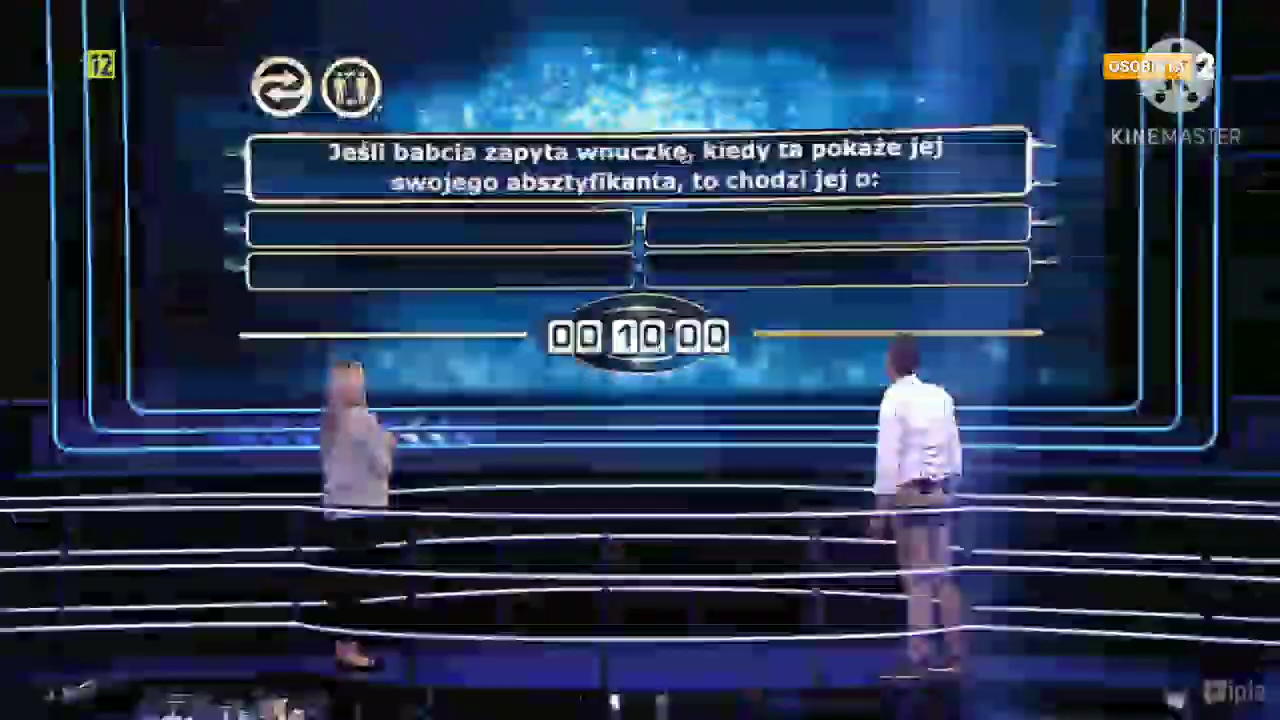 12
KINEMASTER
Jeśli babcia zapyta wnuczkę, kiedy ta pokaże jej
swojego absztyfikanta, to chodzi jej o:
00 10 00
ipla